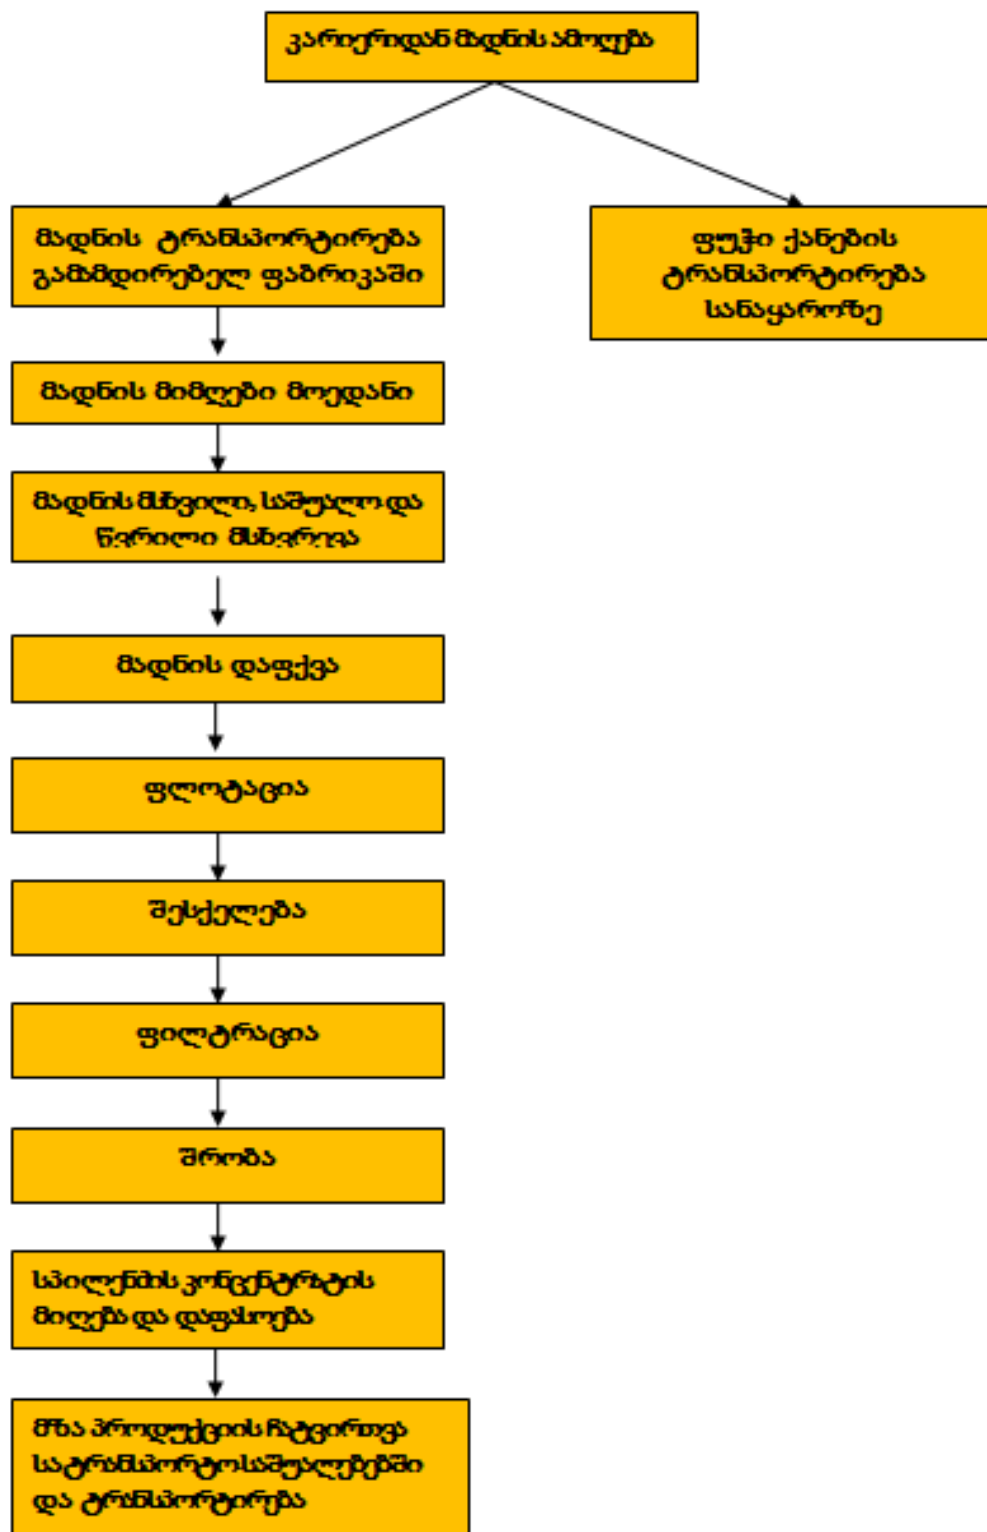 კარიერიდან მადნის ამოღება
მადნის ტრანსპორტირება
გამამდირებელ ფაბრიკაში
ფუჭი ქანების
ტრანსპორტირება
სანაყაროზე
მადნის მიმღები მოედანი
მადნის მსხვილი, საშუალო და
წვრილი მსხვრევა
მადნის დაფქვა
ფლოტაცია
შესქელება
ფილტრაცია
შრობა
სპილენძის კონცენტრატის
მიღება და დაფასოება
მზა პროდუქციის ჩატვირთვა
სატრანსპორტო საშუალებებში
და ტრანსპორტირება